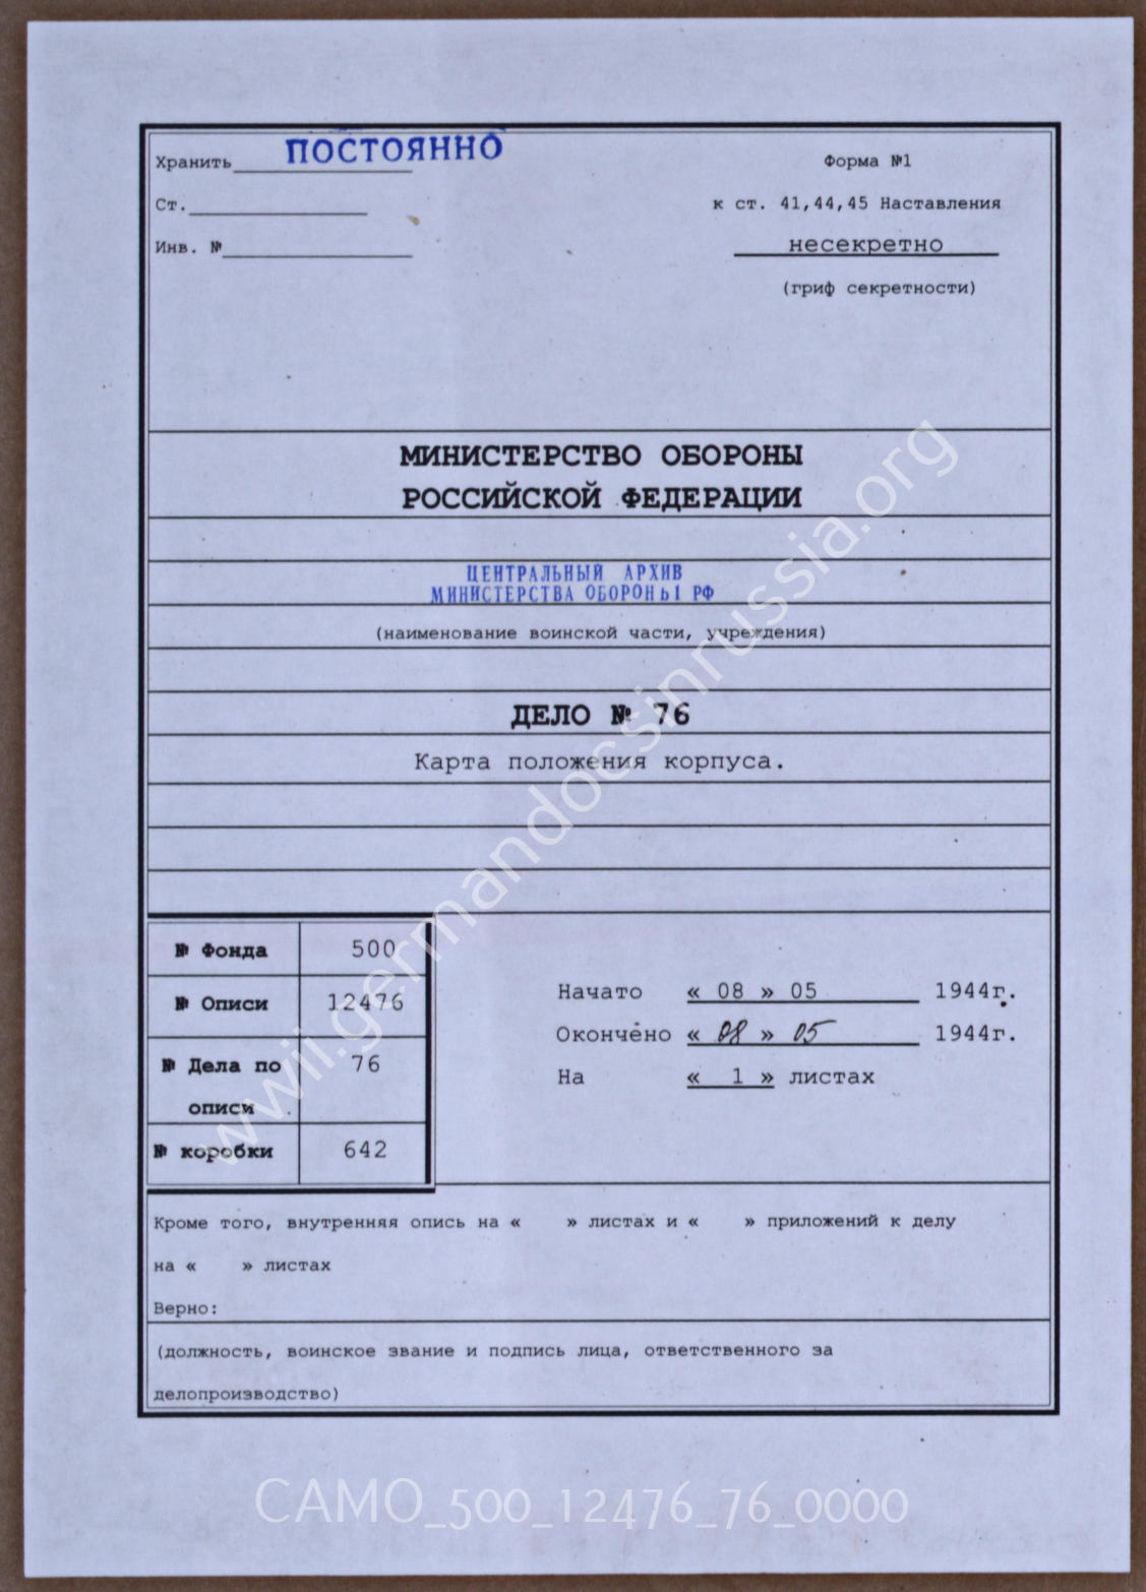 Хранить ПОСТОЯННО
Форма №1
Ст.
к ст. 41,44,45 Наставления
Инв. №
несекретно
(гриф секретности)
МИНИСТЕРСТВО ОБОРОНЫ
РОССИЙСКОЙ ФЕДЕРАЦИИ
ЦЕНТРАЛЬНЫЙ АРХИВ
МИНИСТЕРСТВА ОБОРОНЫ РФ
(наименование воинской части, учреждения)
ДЕЛО № 76
Карта положения корпуса.
№ Фонда 500
№ Описи 12476
№ Дела по описи 76
№ коробки 642
Начато « 08 » 05 1944г.
Окончено « 08 » 05 1944г.
На « 1 » листах
Кроме того, внутренняя опись на « » листах и « » приложений к делу
на « » листах
Верно:
(должность, воинское звание и подпись лица, ответственного за
делопроизводство)
www.germandocsinrussia.org
CAMO_500_12476_76_0000